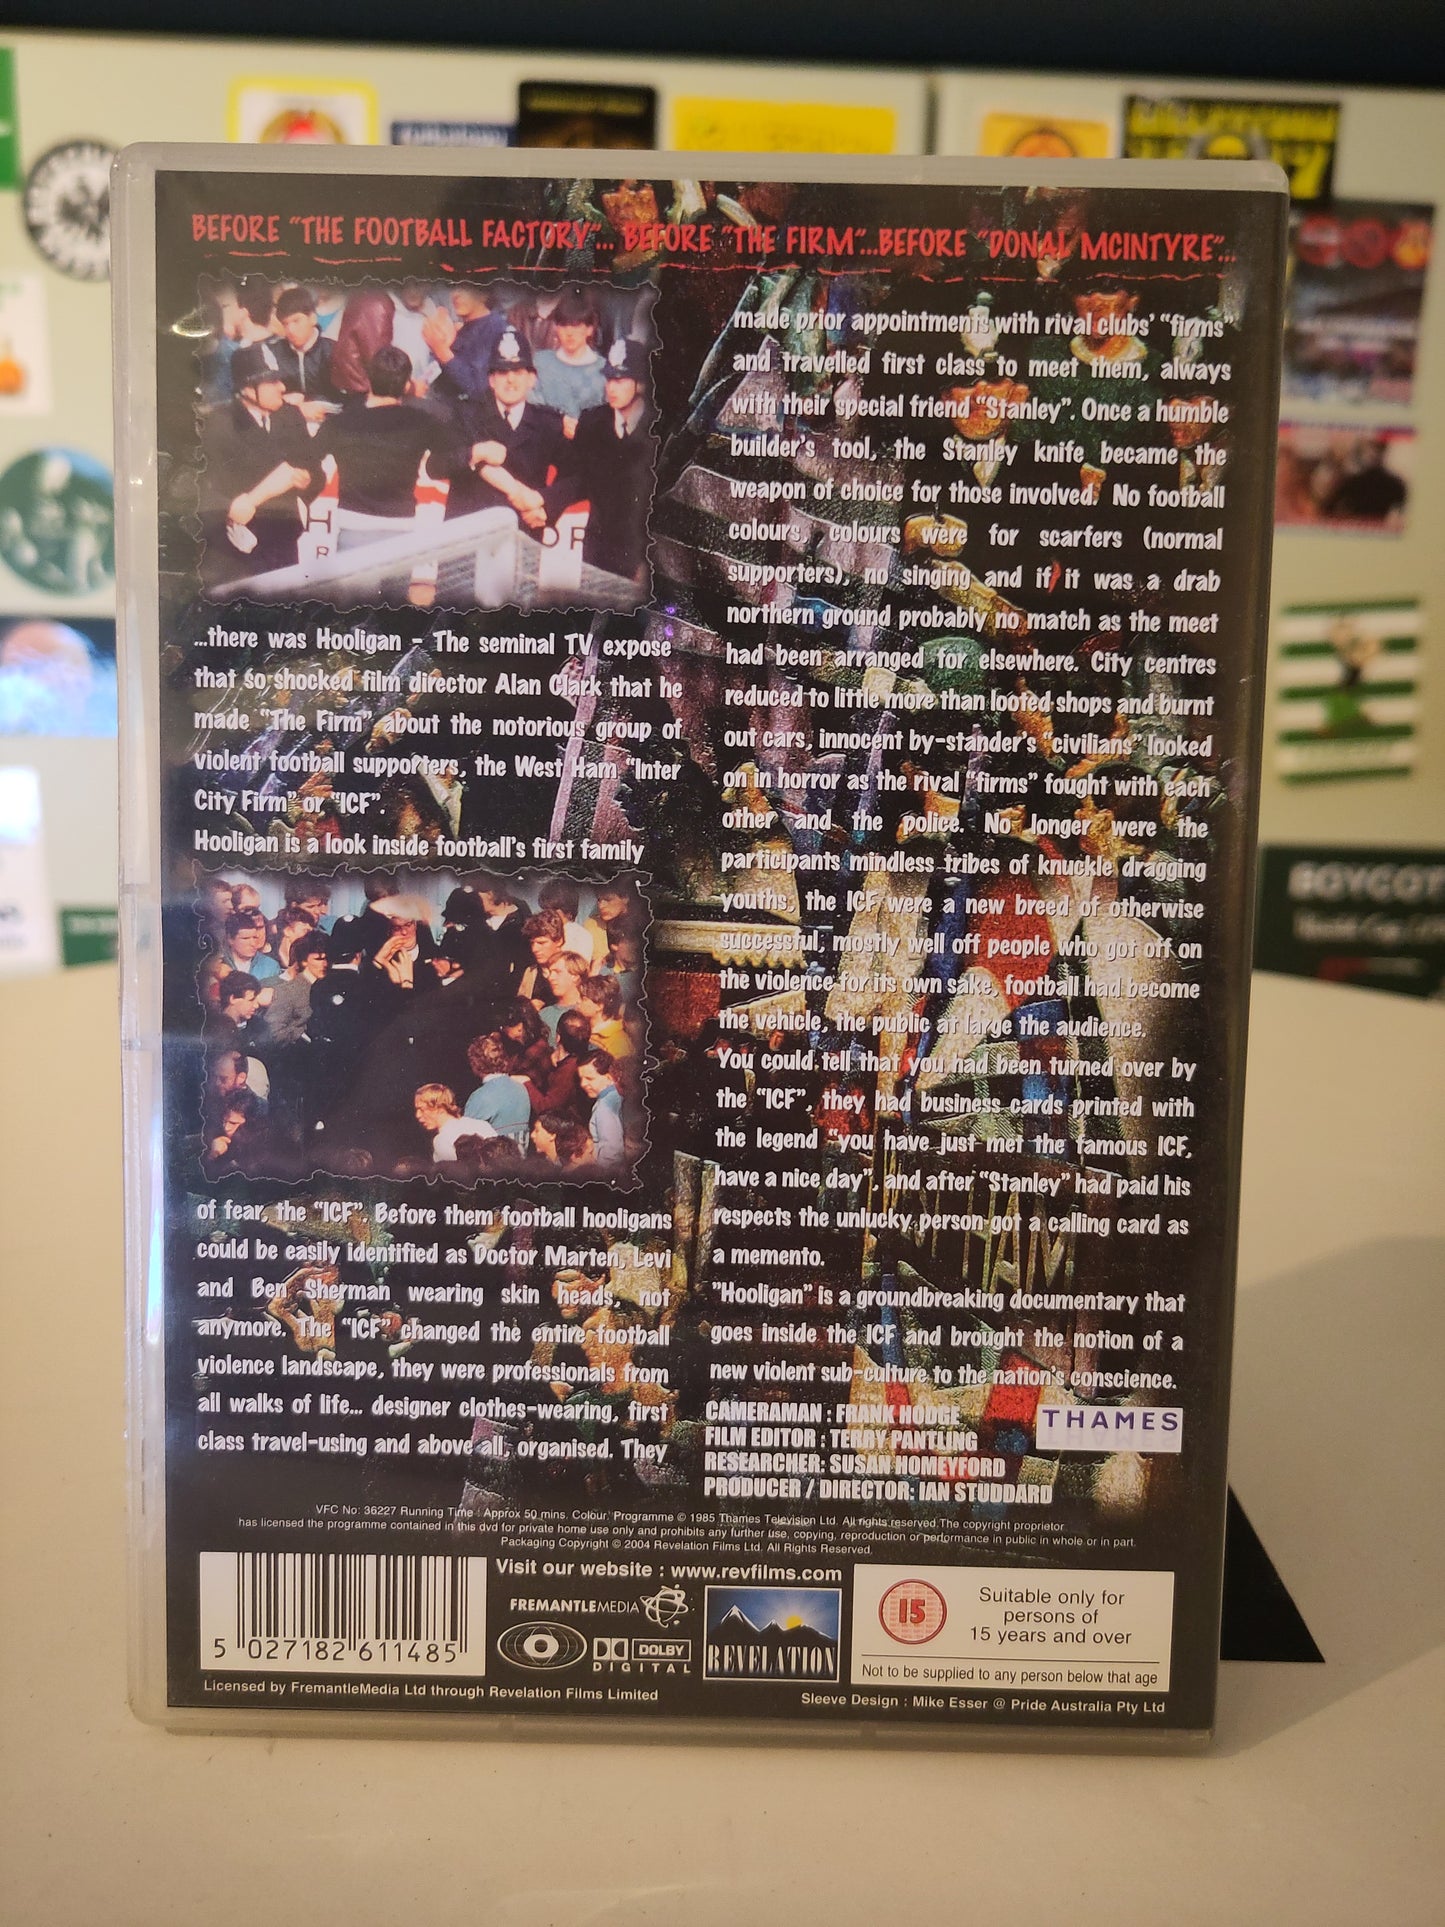 BEFORE "THE FOOTBALL FACTORY"... BEFORE "THE FIRM"...BEFORE "DONAL MCINTYRE"...
...there was Hooligan - The seminal TV expose
that so shocked film director Alan Clark that he
made "The Firm" about the notorious group of
violent football supporters, the West Ham "Inter
City Firm" or "ICF".
Hooligan is a look inside football's first family
of fear, the "ICF". Before them football hooligans
could be easily identified as Doctor Marten, Levi
and Ben Sherman wearing skin heads, not
anymore. The "ICF" changed the entire football
violence landscape, they were professionals from
all walks of life... designer clothes-wearing, first
class travel-using and above all, organised. They
made prior appointments with rival clubs' "firms"
and travelled first class to meet them, always
with their special friend "Stanley". Once a humble
builder's tool, the Stanley knife became the
weapon of choice for those involved. No football
colours, colours were for scarfers (normal
supporters), no singing and if it was a drab
northern ground probably no match as the meet
had been arranged for elsewhere. City centres
reduced to little more than looted shops and burnt
out cars, innocent by-stander's "civilians" looked
on in horror as the rival "firms" fought with each
other and the police. No longer were the
participants mindless tribes of knuckle dragging
youths, the ICF were a new breed of otherwise
successful, mostly well off people who got off on
the violence for its own sake, football had become
the vehicle, the public at large the audience.
You could tell that you had been turned over by
the "ICF", they had business cards printed with
the legend "you have just met the famous ICF,
have a nice day", and after "Stanley" had paid his
respects the unlucky person got a calling card as
a memento.
"Hooligan" is a groundbreaking documentary that
goes inside the ICF and brought the notion of a
new violent sub-culture to the nation's conscience.
CAMERAMAN : FRANK HODGE
FILM EDITOR : TERRY PANTLING
RESEARCHER: SUSAN HOMEYFORD
PRODUCER / DIRECTOR: IAN STUDDARD
THAMES
VFC No: 36227 Running Time : Approx 50 mins. Colour. Programme © 1985 Thames Television Ltd. All rights reserved. The copyright proprietor
has licensed the programme contained in this dvd for private home use only and prohibits any further use, copying, reproduction or performance in public in whole or in part.
Packaging Copyright © 2004 Revelation Films Ltd. All Rights Reserved.
Visit our website : www.revfilms.com
5 027182 611485
FREMANTLEMEDIA
DOLBY
DIGITAL
REVELATION
15
Suitable only for
persons of
15 years and over
Not to be supplied to any person below that age
Licensed by FremantleMedia Ltd through Revelation Films Limited
Sleeve Design : Mike Esser @ Pride Australia Pty Ltd